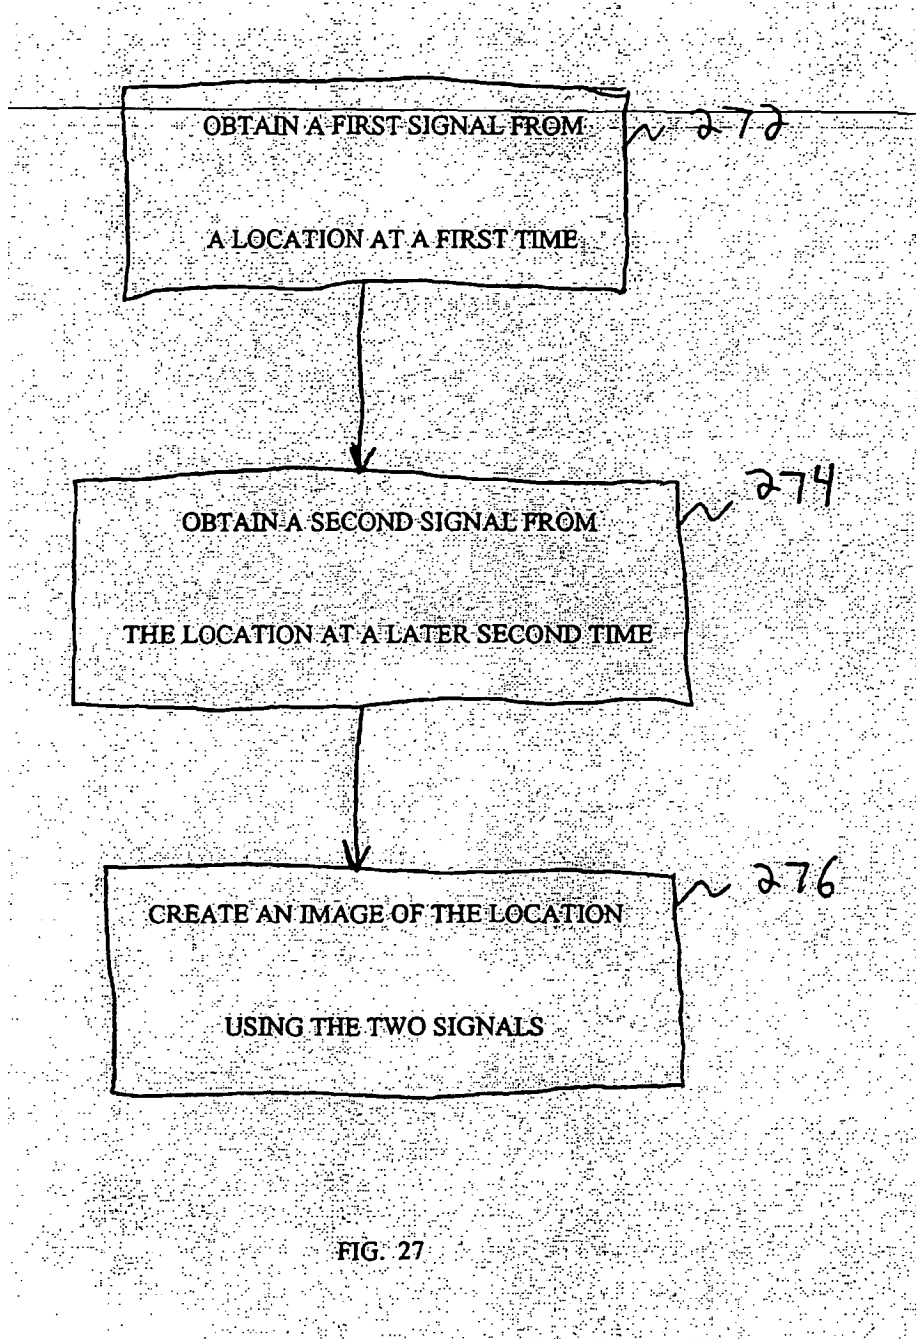 OBTAIN A FIRST SIGNAL FROM
272
A LOCATION AT A FIRST TIME
274
OBTAIN A SECOND SIGNAL FROM
THE LOCATION AT A LATER SECOND TIME
276
CREATE AN IMAGE OF THE LOCATION
USING THE TWO SIGNALS
FIG. 27